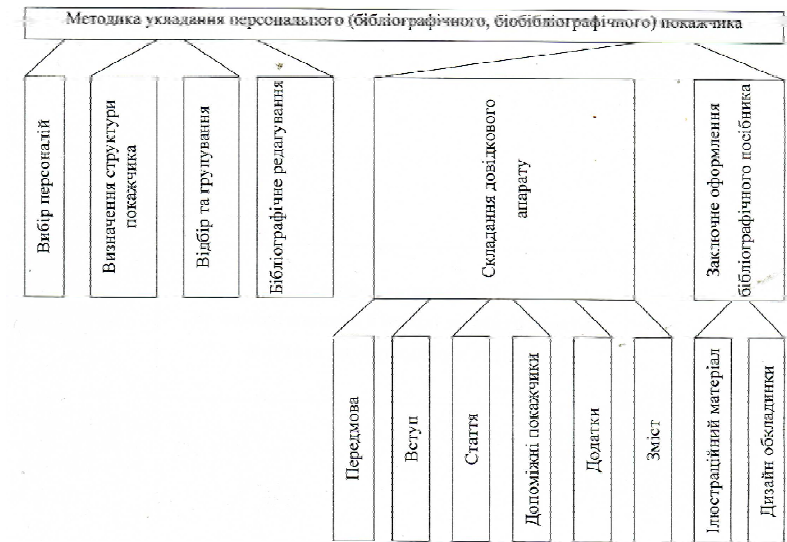 Методика укладання персонального (бібліографічного, біобібліографічного) покажчика
Вибір персоналій
Визначення структури
покажчика
Відбір та групування
Бібліографічне редагування
Складання довідкового
апарату
Заключне оформлення
бібліографічного посібника
Передмова
Вступ
Стаття
Допоміжні покажчики
Додатки
Зміст
Ілюстраційний матеріал
Дизайн обкладинки